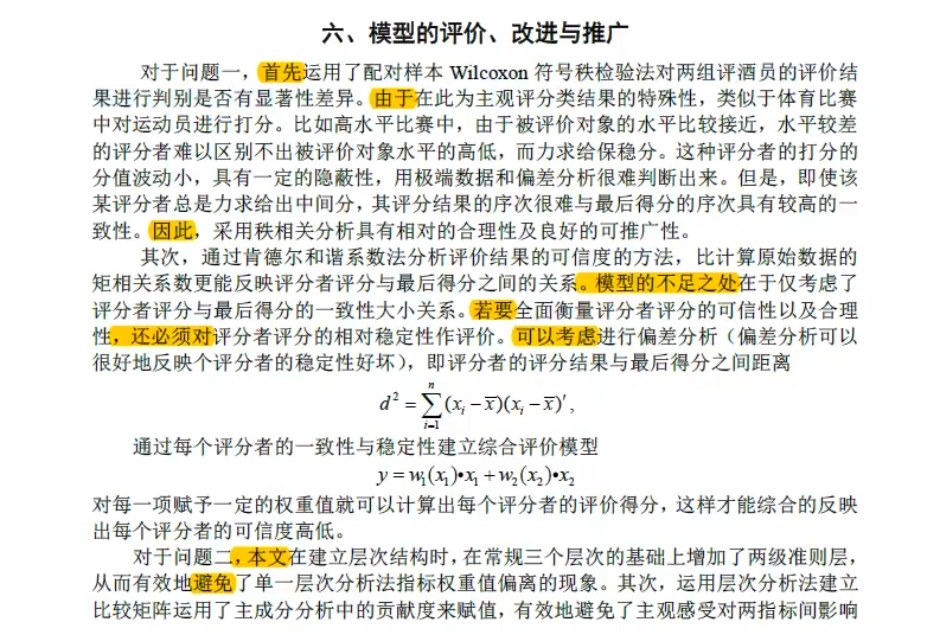 六、模型的评价、改进与推广
对于问题一，首先运用了配对样本 Wilcoxon 符号秩检验法对两组评酒员的评价结
果进行判别是否有显著性差异。由于在此为主观评分类结果的特殊性，类似于体育比赛
中对运动员进行打分。比如高水平比赛中，由于被评价对象的水平比较接近，水平较差
的评分者难以区别不出被评价对象水平的高低，而力求给保稳分。这种评分者的打分的
分值波动小，具有一定的隐蔽性，用极端数据和偏差分析很难判断出来。但是，即使该
某评分者总是力求给出中间分，其评分结果的序次很难与最后得分的序次具有较高的一
致性。因此，采用秩相关分析具有相对的合理性及良好的可推广性。
其次，通过肯德尔和谐系数法分析评价结果的可信度的方法，比计算原始数据的
矩相关系数更能反映评分者评分与最后得分之间的关系。模型的不足之处在于仅考虑了
评分者评分与最后得分的一致性大小关系。若要全面衡量评分者评分的可信性以及合理
性，还必须对评分者评分的相对稳定性作评价。可以考虑进行偏差分析（偏差分析可以
很好地反映个评分者的稳定性好坏），即评分者的评分结果与最后得分之间距离
d² = ∑_{i=1}^{n} (x_i − x̅)(x_i − x̅)′,
通过每个评分者的一致性与稳定性建立综合评价模型
y = w₁(x₁)•x₁ + w₂(x₂)•x₂
对每一项赋予一定的权重值就可以计算出每个评分者的评价得分，这样才能综合的反映
出每个评分者的可信度高低。
对于问题二，本文在建立层次结构时，在常规三个层次的基础上增加了两级准则层，
从而有效地避免了单一层次分析法指标权重值偏离的现象。其次，运用层次分析法建立
比较矩阵运用了主成分分析中的贡献度来赋值，有效地避免了主观感受对两指标间影响